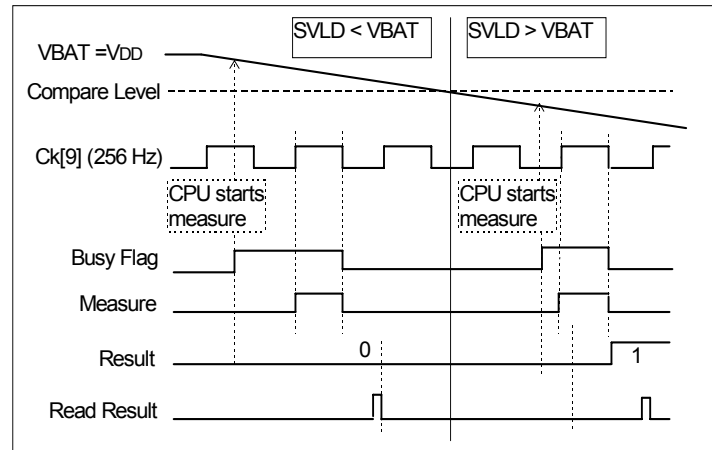 SVLD < VBAT
SVLD > VBAT
VBAT =VDD
Compare Level
Ck[9] (256 Hz)
CPU starts
measure
CPU starts
measure
Busy Flag
Measure
Result
0
1
Read Result